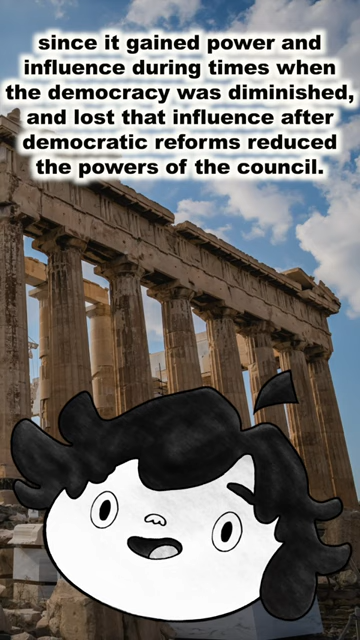 since it gained power and
influence during times when
the democracy was diminished,
and lost that influence after
democratic reforms reduced
the powers of the council.